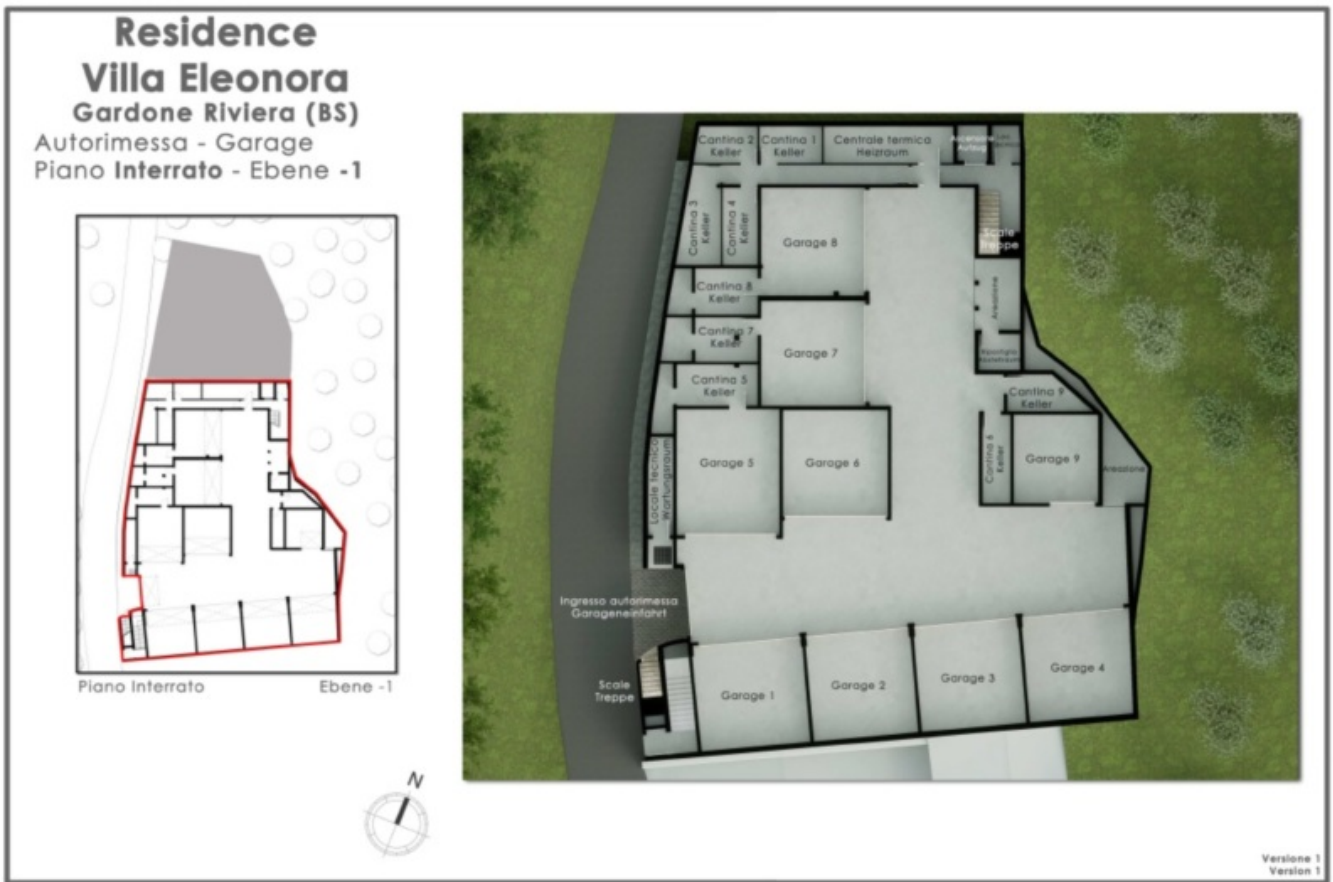 Residence
Villa Eleonora
Gardone Riviera (BS)
Autorimessa - Garage
Piano Interrato - Ebene -1
Piano Interrato
Ebene -1
N
Cantina 2
Keller
Cantina 1
Keller
Centrale termica
Heizraum
Cantina 3
Keller
Cantina 4
Keller
Garage 8
Scale
Treppe
Cantina 8
Keller
Areazione
Cantina 7
Keller
Garage 7
Cantina 5
Keller
Cantina 9
Keller
Garage 5
Garage 6
Cantina 6
Keller
Garage 9
Areazione
Locale tecnico
Wartungsraum
Ingresso autorimessa
Garageneinfahrt
Scale
Treppe
Garage 1
Garage 2
Garage 3
Garage 4
Versione 1
Version 1